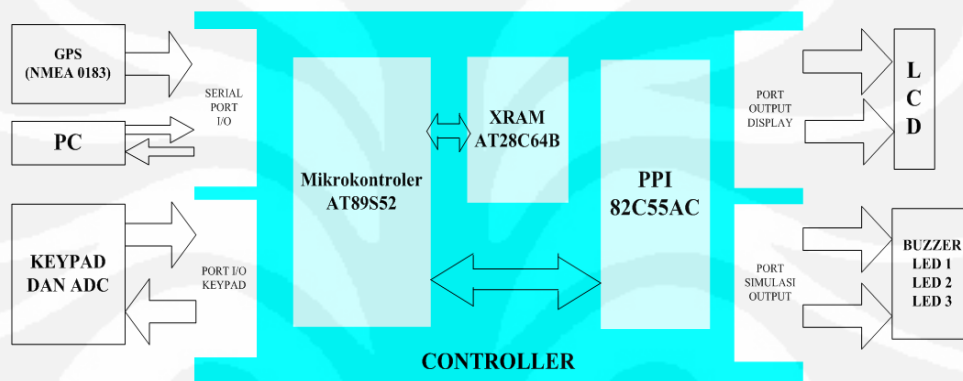 GPS
(NMEA 0183)
SERIAL
PORT
I/O
PC
KEYPAD
DAN ADC
PORT I/O
KEYPAD
Mikrokontroler
AT89S52
XRAM
AT28C64B
PPI
82C55AC
CONTROLLER
PORT
OUTPUT
DISPLAY
L
C
D
PORT
SIMULASI
OUTPUT
BUZZER
LED 1
LED 2
LED 3